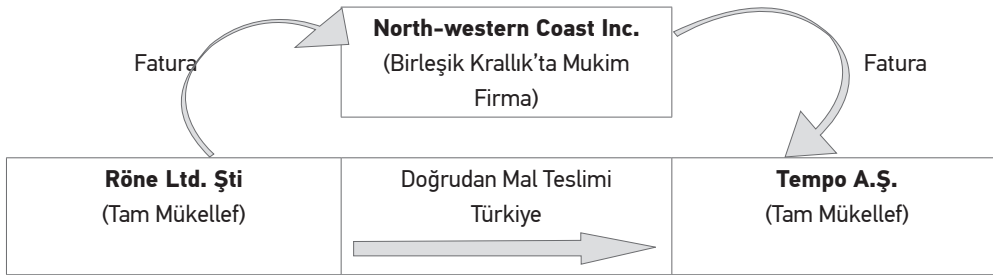 North-western Coast Inc.
(Birleşik Krallık'ta Mukim
Firma)
Fatura
Fatura
Röne Ltd. Şti
(Tam Mükellef)
Doğrudan Mal Teslimi
Türkiye
Tempo A.Ş.
(Tam Mükellef)